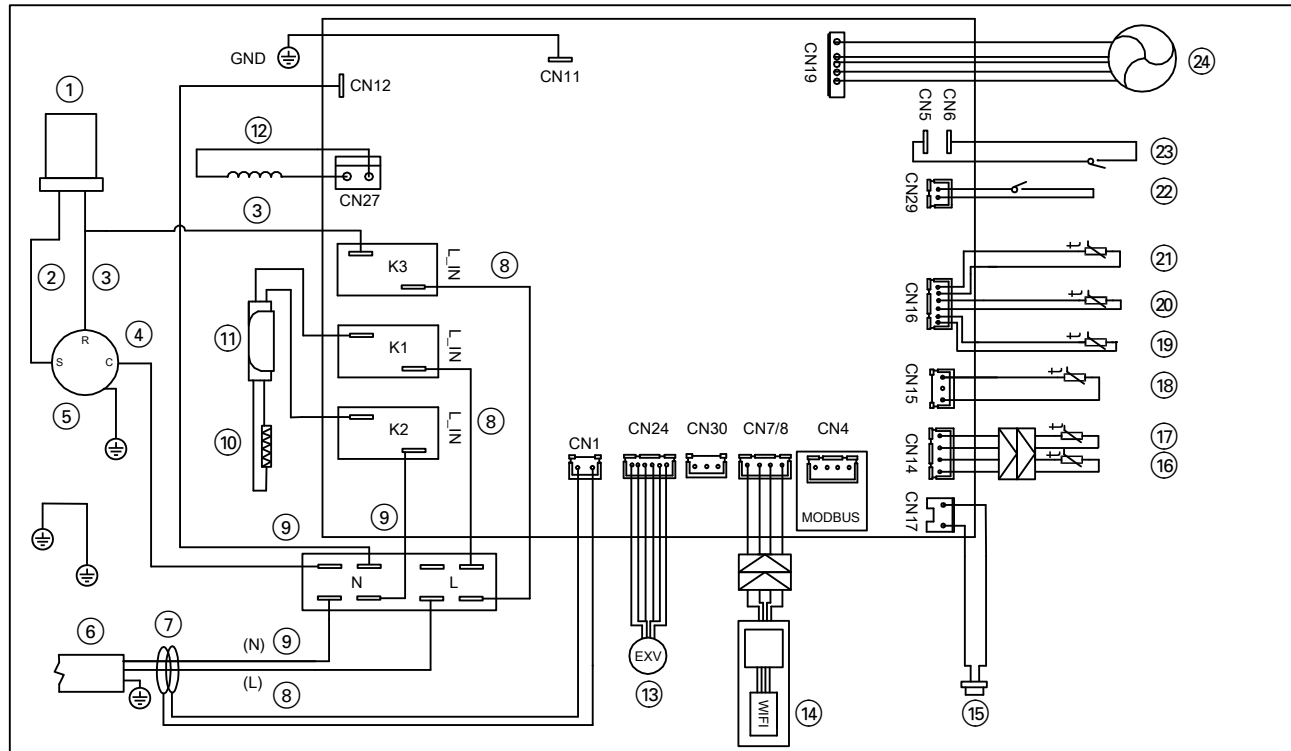 GND
CN11
CN12
CN19
24
1
12
CN5
CN6
23
CN27
CN29
22
3
K3
L_IN
8
21
2
3
t
CN16
t
20
4
R
S
C
11
K1
L_IN
t
19
5
CN15
t
18
10
K2
L_IN
8
CN1
CN24
CN30
CN7/8
CN4
CN14
t
17
t
16
MODBUS
CN17
9
9
N
L
6
7
(N)
9
(L)
8
EXV
13
WIFI
14
15